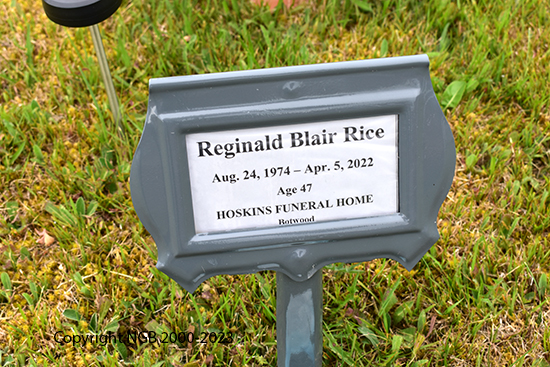 Reginald Blair Rice
Aug. 24, 1974 – Apr. 5, 2022
Age 47
HOSKINS FUNERAL HOME
Botwood
Copyright NGB 2000-2023